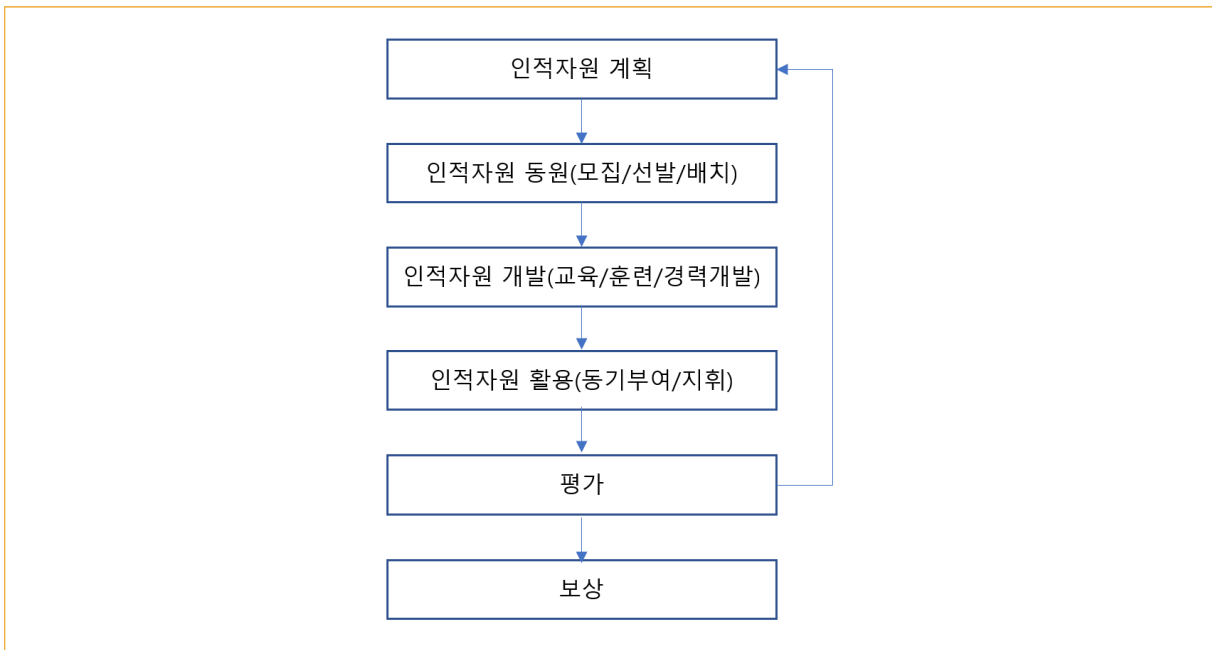 인적자원 계획
인적자원 동원(모집/선발/배치)
인적자원 개발(교육/훈련/경력개발)
인적자원 활용(동기부여/지휘)
평가
보상